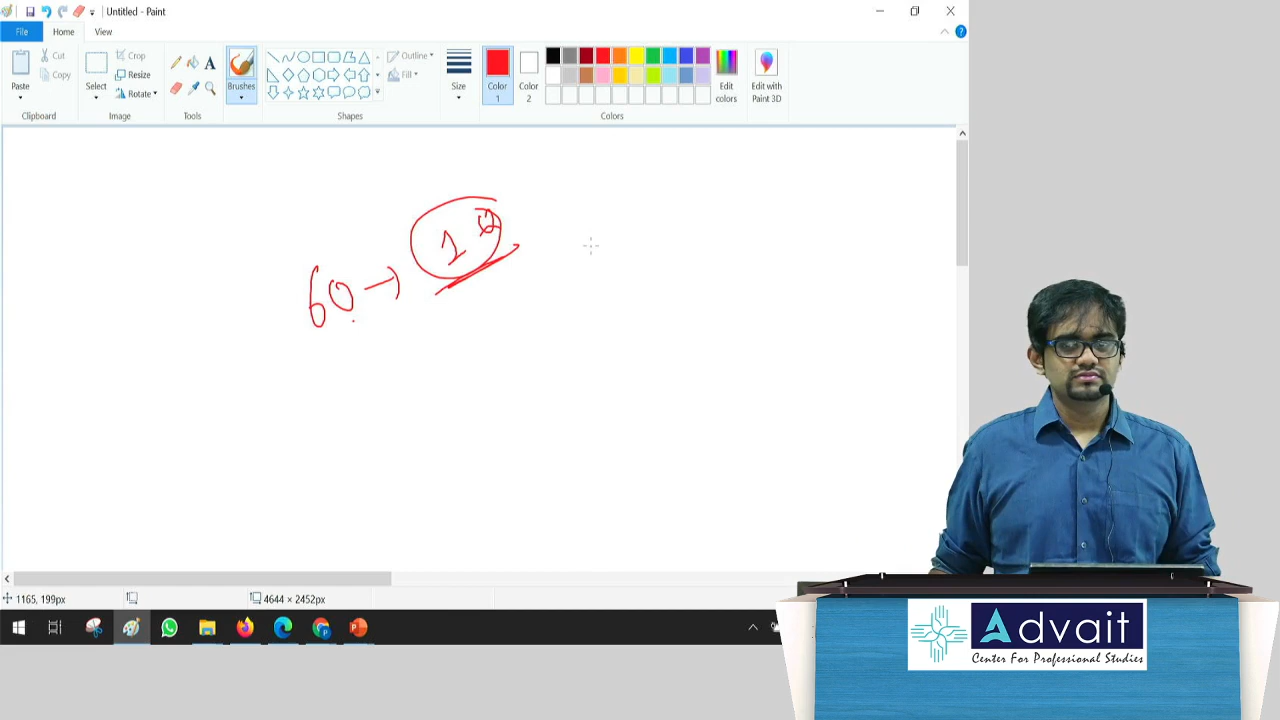 Untitled - Paint
File
Home
View
Paste
Cut
Copy
Clipboard
Select
Crop
Resize
Rotate
Image
Tools
Brushes
Shapes
Outline
Fill
Size
Color 1
Color 2
Edit colors
Edit with Paint 3D
Colors
60 → 1
1165, 199px
4644 × 2452px
Advait
Center For Professional Studies